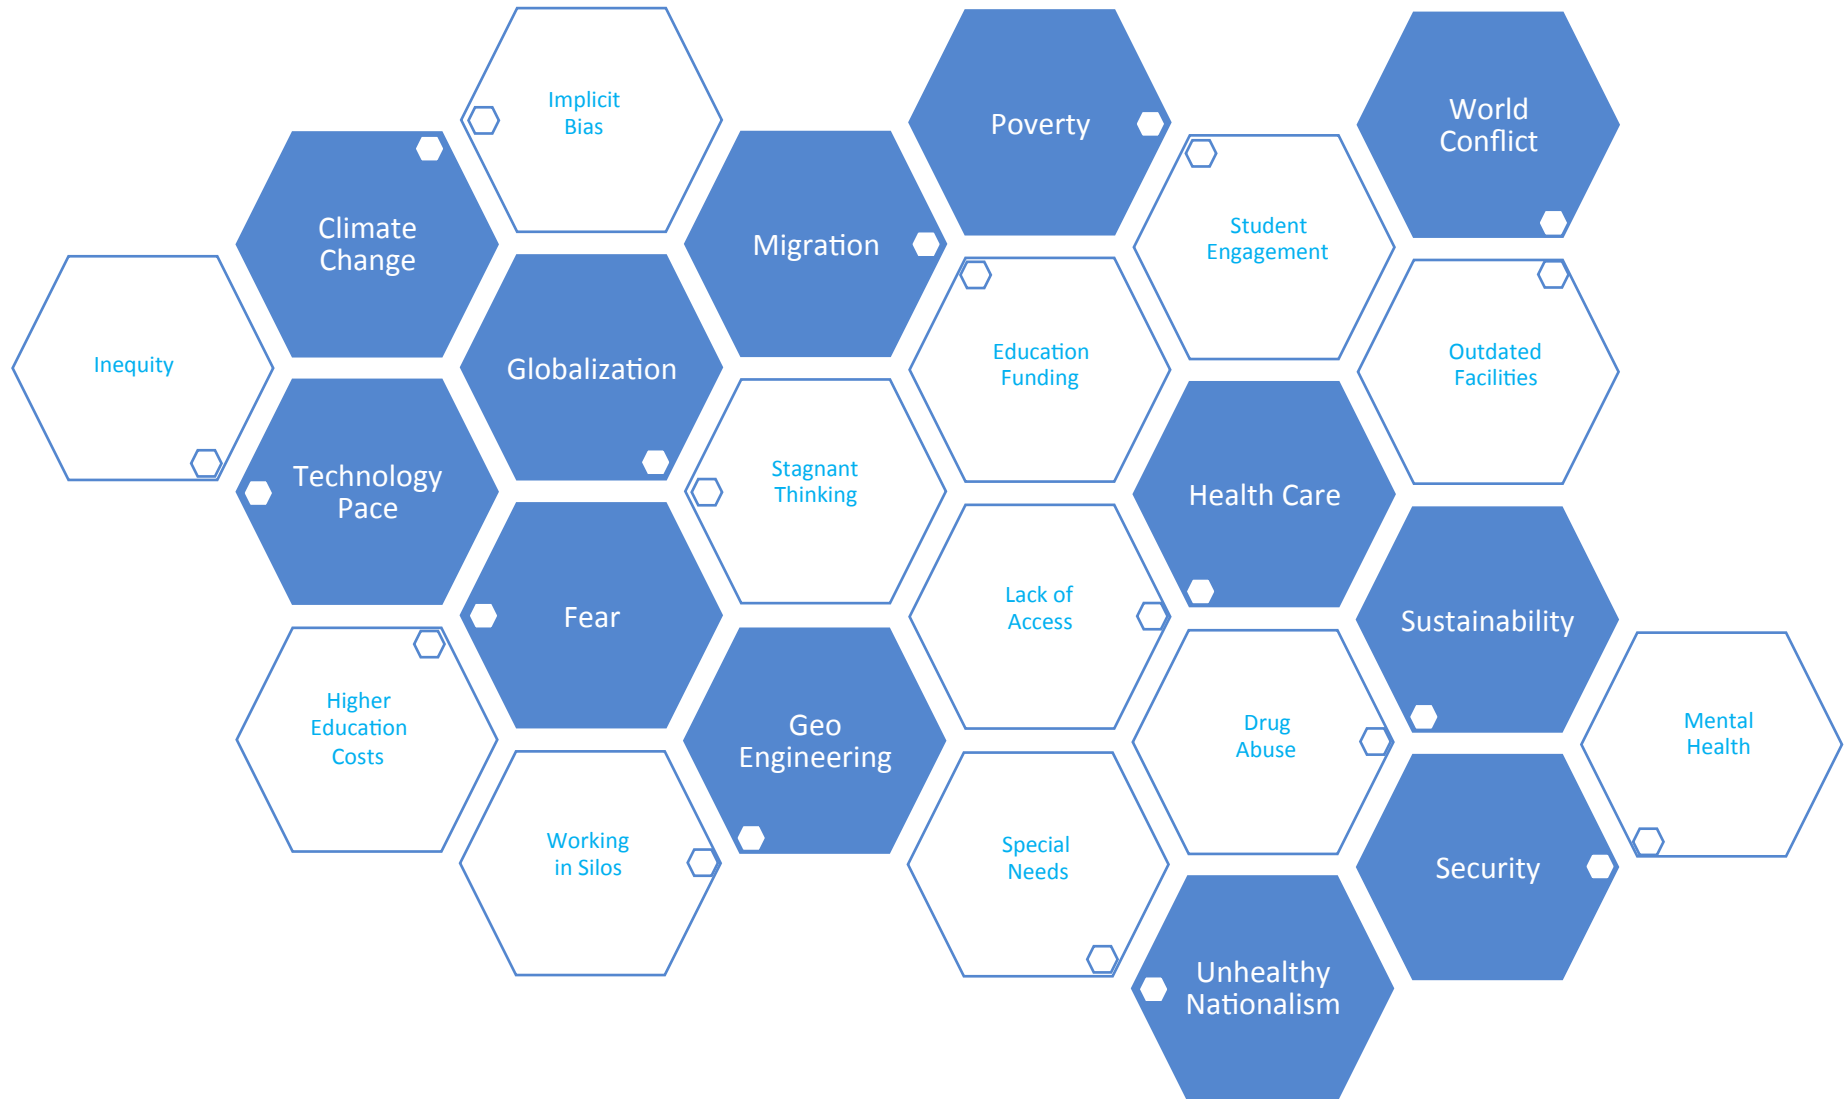 Implicit
Bias
Poverty
World
Conflict
Climate
Change
Migration
Student
Engagement
Inequity
Globalization
Education
Funding
Outdated
Facilities
Technology
Pace
Stagnant
Thinking
Health Care
Fear
Lack of
Access
Sustainability
Higher
Education
Costs
Geo
Engineering
Drug
Abuse
Mental
Health
Working
in Silos
Special
Needs
Security
Unhealthy
Nationalism